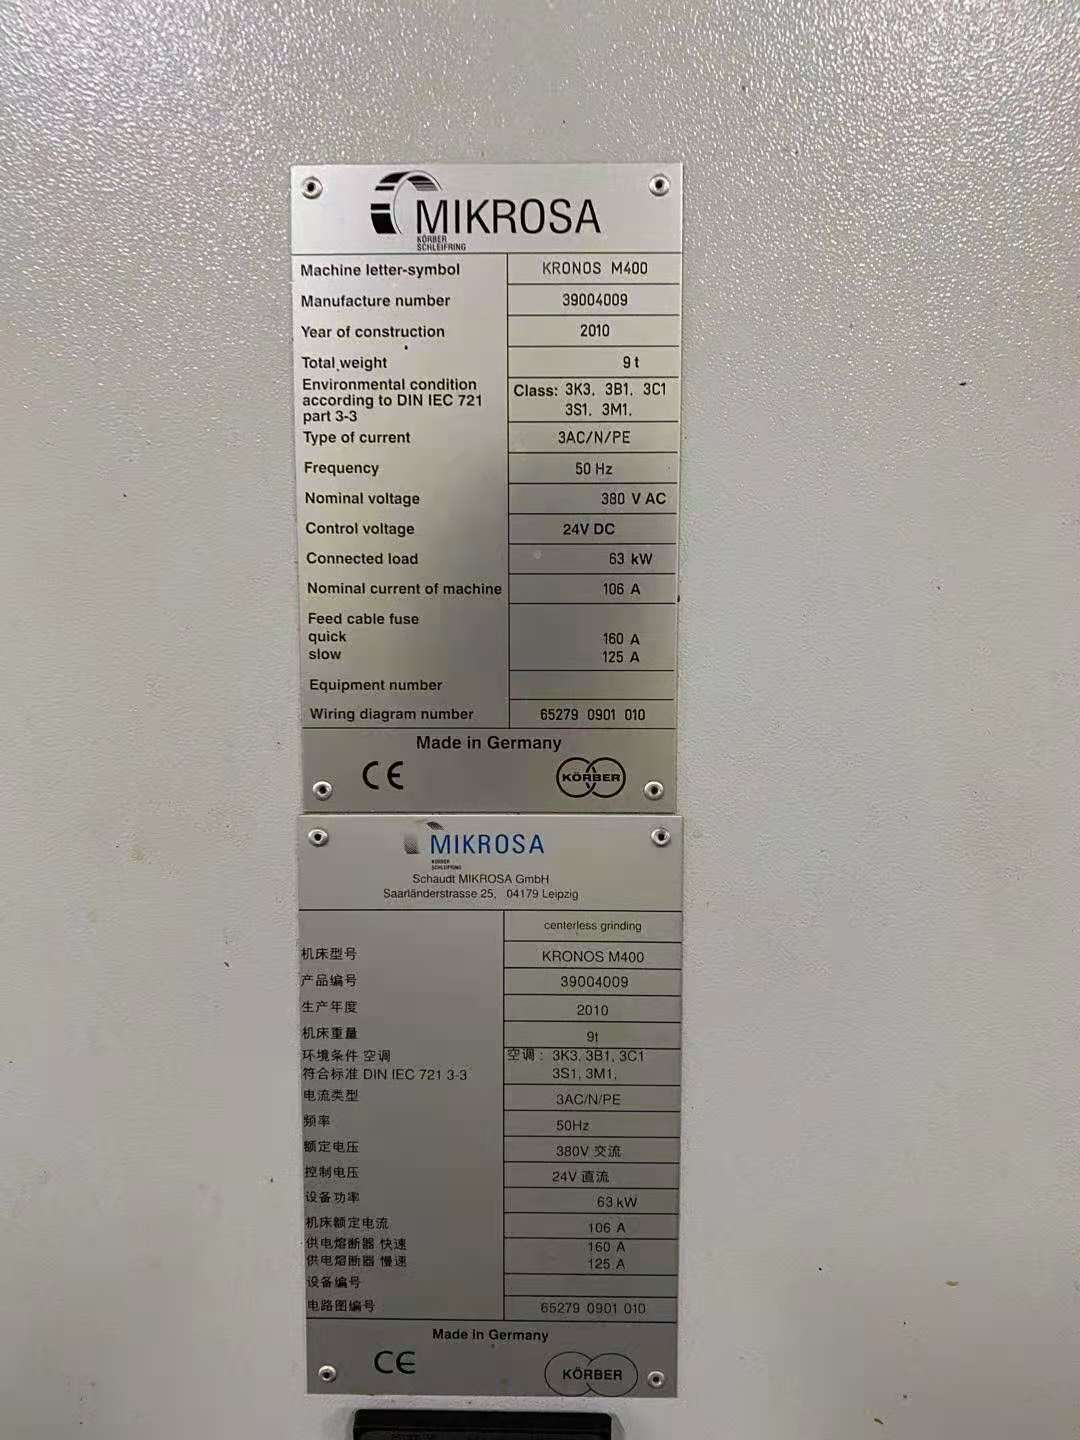 MIKROSA
KÖRBER
SCHLEIFRING
Machine letter-symbol KRONOS M400
Manufacture number 39004009
Year of construction 2010
Total weight 9 t
Environmental condition
according to DIN IEC 721
part 3-3
Class: 3K3, 3B1, 3C1
3S1, 3M1,
Type of current 3AC/N/PE
Frequency 50 Hz
Nominal voltage 380 V AC
Control voltage 24V DC
Connected load 63 kW
Nominal current of machine 106 A
Feed cable fuse
quick 160 A
slow 125 A
Equipment number
Wiring diagram number 65279 0901 010
Made in Germany
CE KÖRBER
MIKROSA
KÖRBER
SCHLEIFRING
Schaudt MIKROSA GmbH
Saarländerstrasse 25, 04179 Leipzig
centerless grinding
机床型号 KRONOS M400
产品编号 39004009
生产年度 2010
机床重量 9t
环境条件 空调 空调: 3K3, 3B1, 3C1
符合标准 DIN IEC 721 3-3 3S1, 3M1,
电流类型 3AC/N/PE
频率 50Hz
额定电压 380V 交流
控制电压 24V 直流
设备功率 63 kW
机床额定电流 106 A
供电熔断器 快速 160 A
供电熔断器 慢速 125 A
设备编号
电路图编号 65279 0901 010
Made in Germany
CE KÖRBER